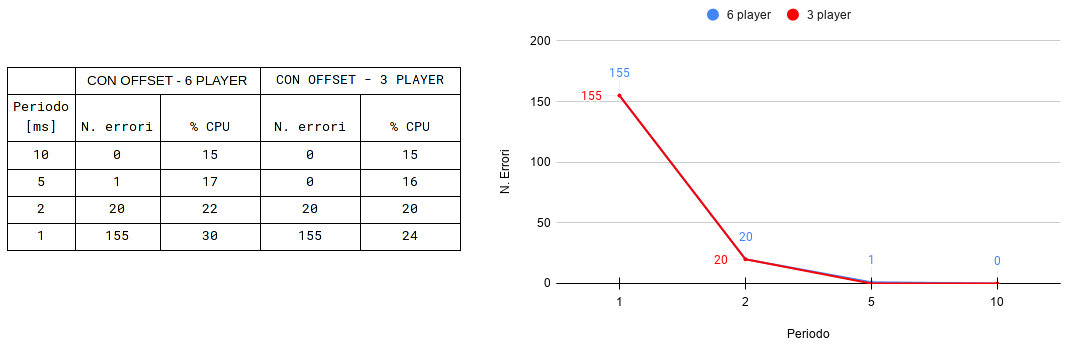 CON OFFSET - 6 PLAYER CON OFFSET - 3 PLAYER
Periodo
[ms] N. errori % CPU N. errori % CPU
10 0 15 0 15
5 1 17 0 16
2 20 22 20 20
1 155 30 155 24
6 player 3 player
200
155
155
150
100
50
20
20
1
0
0
1 2 5 10
N. Errori
Periodo